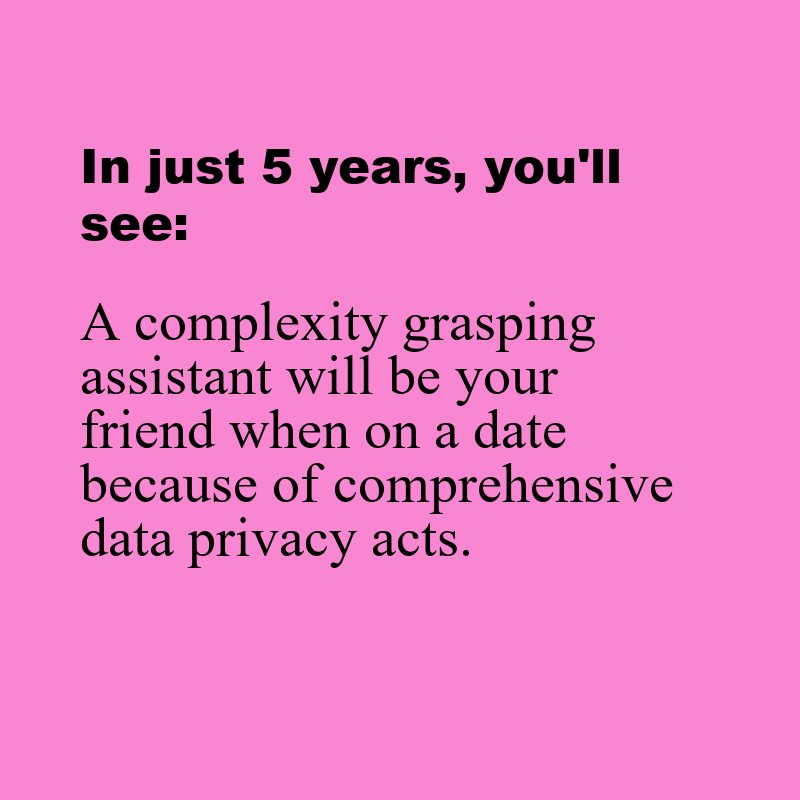 In just 5 years, you'll
see:
A complexity grasping
assistant will be your
friend when on a date
because of comprehensive
data privacy acts.